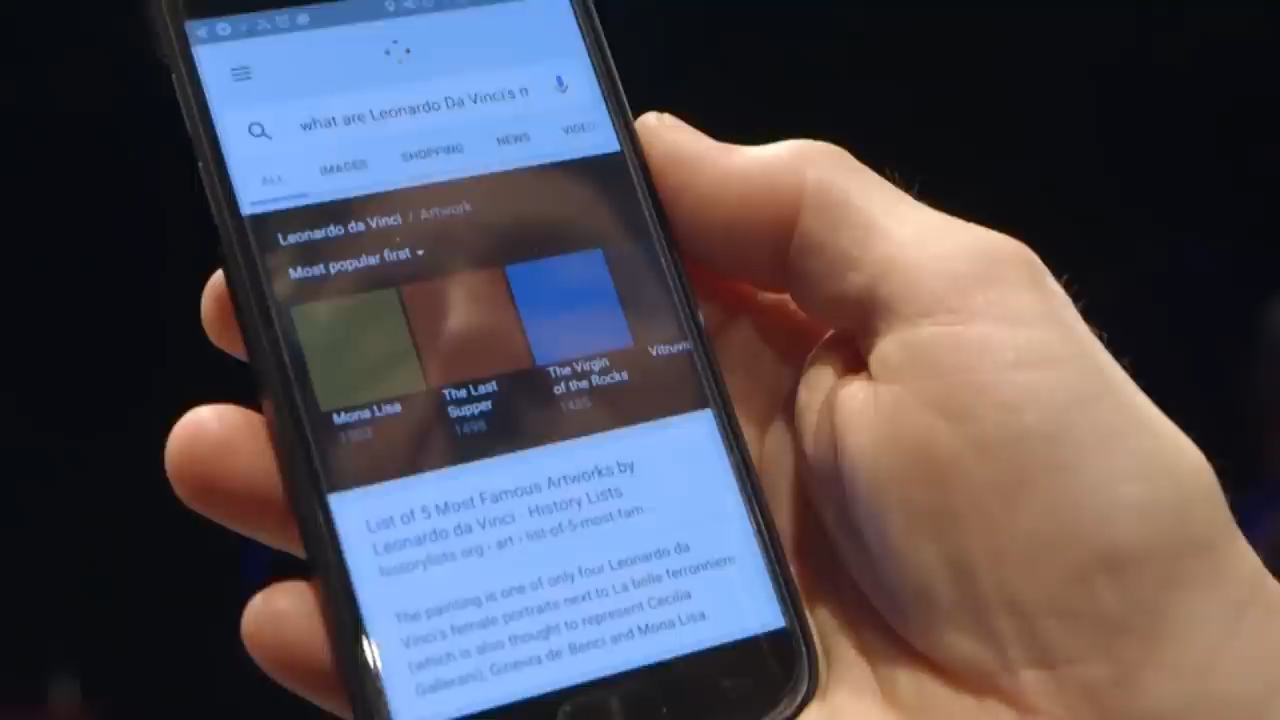 what are Leonardo Da Vinci's n
ALL IMAGES SHOPPING NEWS VIDEO
Leonardo da Vinci / Artwork
Most popular first
Mona Lisa
The Last
Supper
1498
The Virgin
of the Rocks
1485
Vitruvi
List of 5 Most Famous Artworks by
Leonardo da Vinci - History Lists
historylists.org › art › list-of-5-most-fam...
The painting is one of only four Leonardo da
Vinci's female portraits next to La belle ferronniere
(which is also thought to represent Cecilia
Gallerani), Ginevra de' Benci and Mona Lisa.